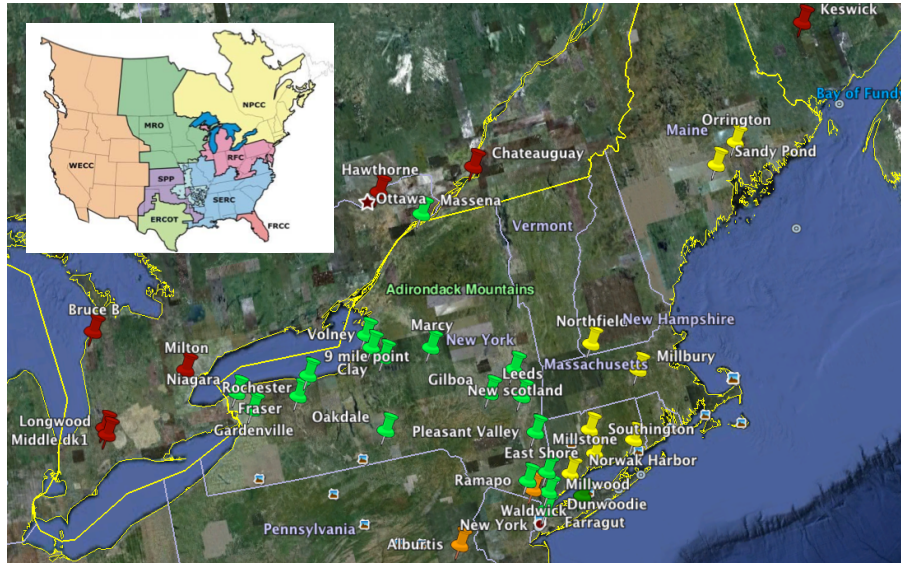 Keswick
Bay of Fundy
NPCC
MRO
RFC
WECC
SPP
SERC
ERCOT
FRCC
Orrington
Maine
Sandy Pond
Chateauguay
Hawthorne
Ottawa
Massena
Vermont
Adirondack Mountains
Bruce B
Volney
Marcy
Northfield
New Hampshire
New York
Milton
9 mile point
Clay
Massachusetts
Millbury
Niagara
Rochester
Gilboa
Leeds
New scotland
Fraser
Longwood
Gardenville
Oakdale
Pleasant Valley
Southington
Middle.dk1
Millstone
East Shore
Norwak Harbor
Ramapo
Millwood
Dunwoodie
Waldwick
Pennsylvania
New York
Farragut
Alburtis